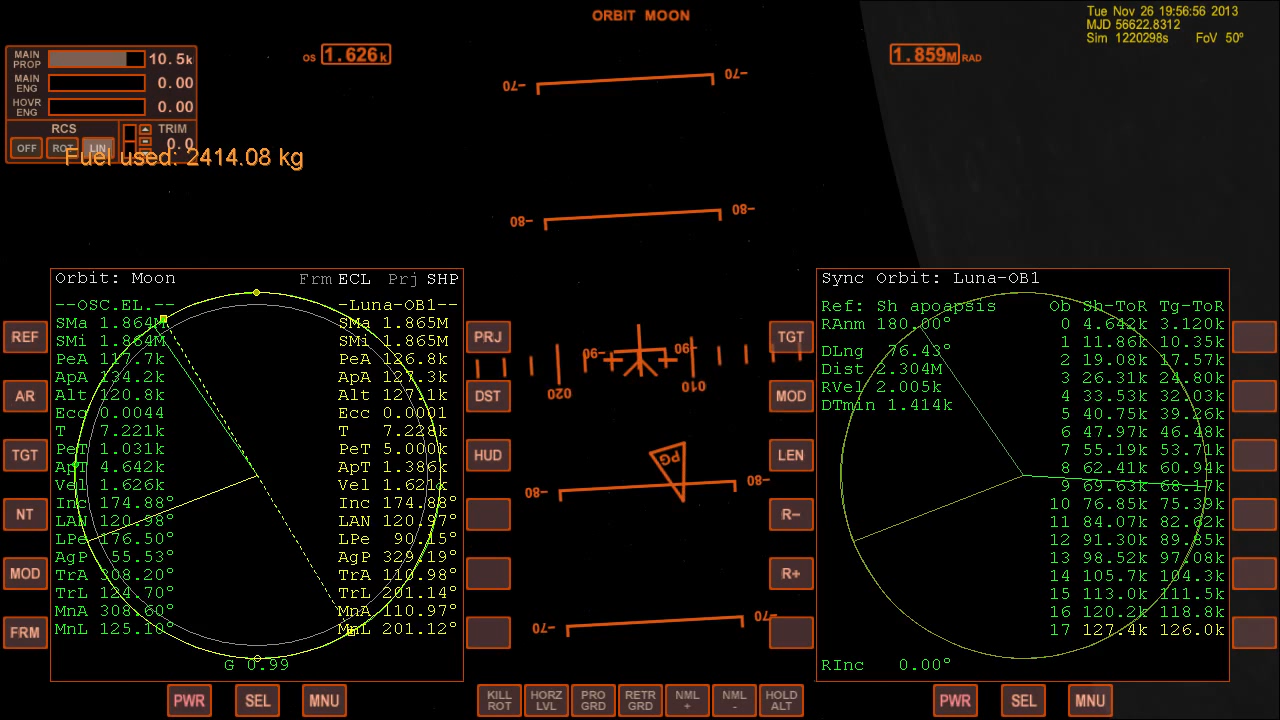 ORBIT MOON
Tue Nov 26 19:56:56 2013
MJD 56622.8312
Sim 1220298s FoV 50°
MAIN PROP 10.5k
MAIN ENG 0.00
HOVR ENG 0.00
RCS TRIM
OFF ROT LIN 0.0
Fuel used: 2414.08 kg
OS 1.626k
1.859M RAD
-70- -70-
-80- -80-
-90- -90-
020 010
PG
-80- -80-
-70- -70-
Orbit: Moon Frm ECL Prj SHP
--OSC.EL.-- -Luna-OB1--
SMa 1.864M SMa 1.865M
SMi 1.864M SMi 1.865M
PeA 117.7k PeA 126.8k
ApA 134.2k ApA 127.3k
Alt 120.8k Alt 127.1k
Ecc 0.0044 Ecc 0.0001
T 7.221k T 7.228k
PeT 1.031k PeT 5.000k
ApT 4.642k ApT 1.386k
Vel 1.626k Vel 1.621k
Inc 174.88° Inc 174.88°
LAN 120.98° LAN 120.97°
LPe 176.50° LPe 90.15°
AgP 55.53° AgP 329.19°
TrA 308.20° TrA 110.98°
TrL 124.70° TrL 201.14°
MnA 308.60° MnA 110.97°
MnL 125.10° MnL 201.12°
G 0.99
REF
AR
TGT
NT
MOD
FRM
PRJ
DST
HUD
PWR SEL MNU
KILL ROT
HORZ LVL
PRO GRD
RETR GRD
NML +
NML -
HOLD ALT
TGT
MOD
LEN
R-
R+
Sync Orbit: Luna-OB1
Ref: Sh apoapsis
RAnm 180.00°
DLng 76.43°
Dist 2.304M
RVel 2.005k
DTmin 1.414k
Ob Sh-ToR Tg-ToR
0 4.642k 3.120k
1 11.86k 10.35k
2 19.08k 17.57k
3 26.31k 24.80k
4 33.53k 32.03k
5 40.75k 39.26k
6 47.97k 46.48k
7 55.19k 53.71k
8 62.41k 60.94k
9 69.63k 68.17k
10 76.85k 75.39k
11 84.07k 82.62k
12 91.30k 89.85k
13 98.52k 97.08k
14 105.7k 104.3k
15 113.0k 111.5k
16 120.2k 118.8k
17 127.4k 126.0k
RInc 0.00°
PWR SEL MNU